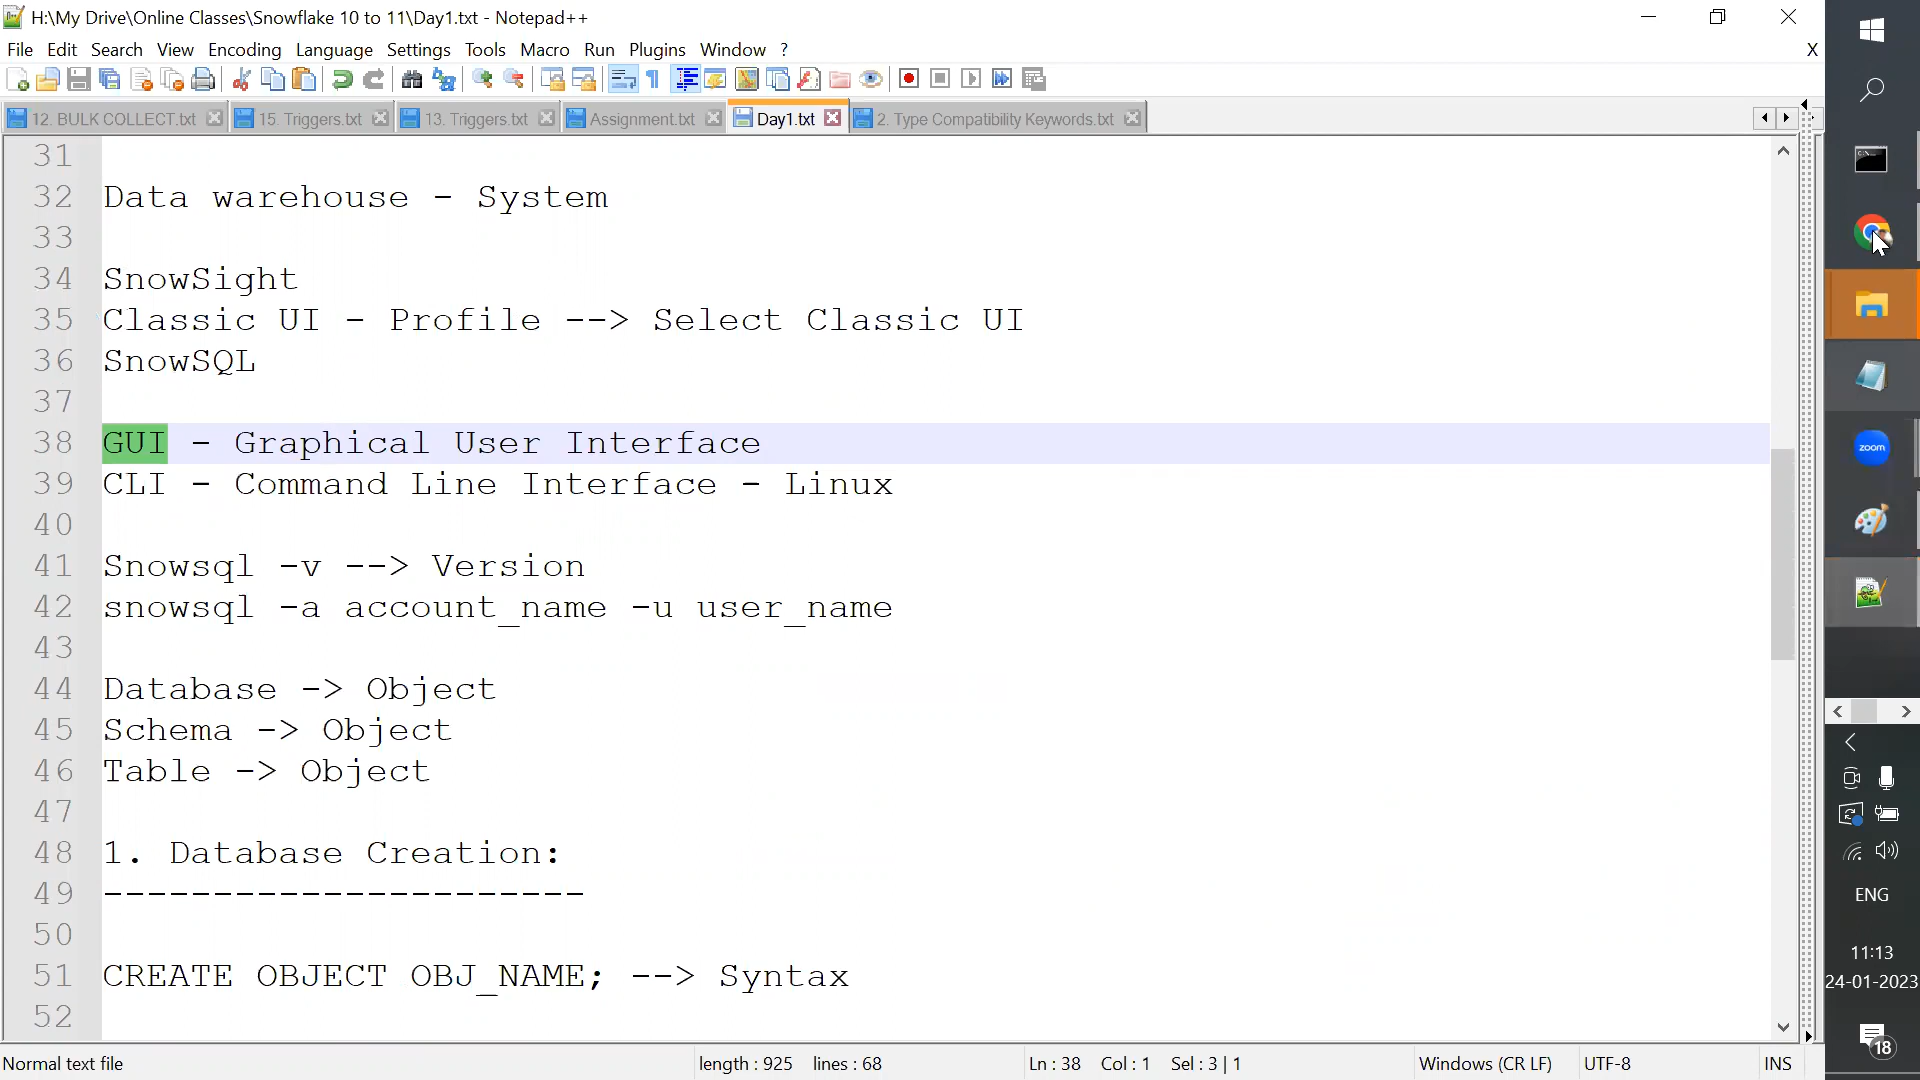 H:\My Drive\Online Classes\Snowflake 10 to 11\Day1.txt - Notepad++
File Edit Search View Encoding Language Settings Tools Macro Run Plugins Window ? X
12. BULK COLLECT.txt 15. Triggers.txt 13. Triggers.txt Assignment.txt Day1.txt 2. Type Compatibility Keywords.txt
31
32 Data warehouse - System
33
34 SnowSight
35 Classic UI - Profile --> Select Classic UI
36 SnowSQL
37
38 GUI - Graphical User Interface
39 CLI - Command Line Interface - Linux
40
41 Snowsql -v --> Version
42 snowsql -a account_name -u user_name
43
44 Database -> Object
45 Schema -> Object
46 Table -> Object
47
48 1. Database Creation:
49 ----------------------
50
51 CREATE OBJECT OBJ_NAME; --> Syntax
52
Normal text file length : 925 lines : 68 Ln : 38 Col : 1 Sel : 3 | 1 Windows (CR LF) UTF-8 INS
zoom
ENG
11:13
24-01-2023
18